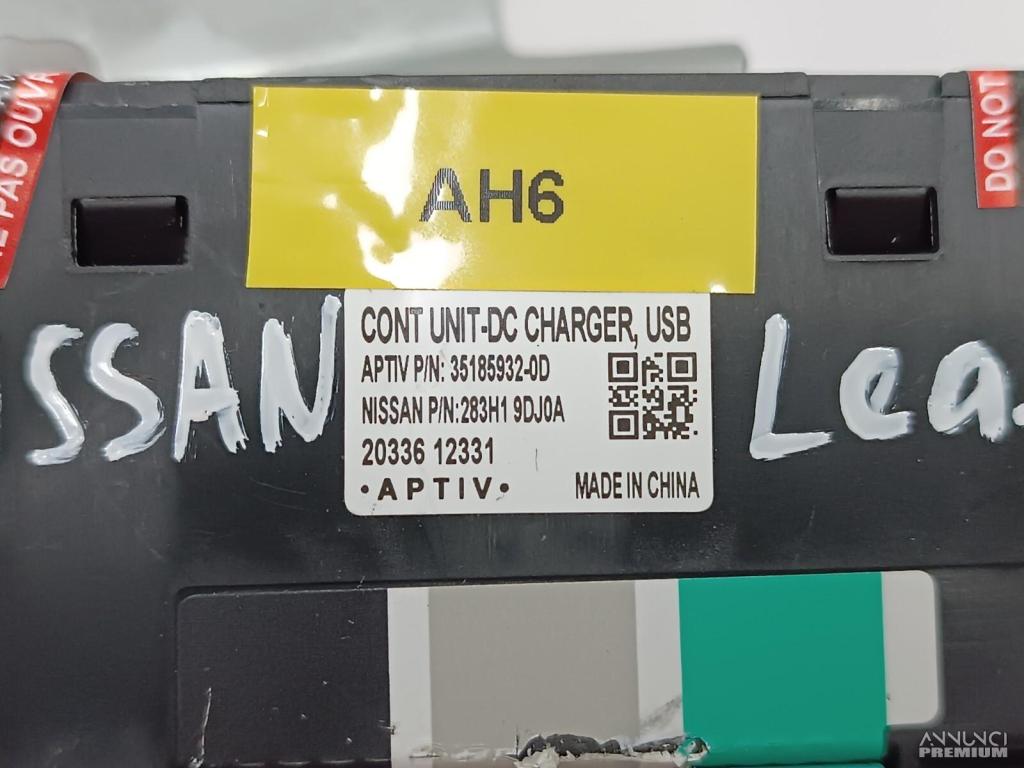 PAS OUVR
DO NOT
AH6
SSAN
Lea
CONT UNIT-DC CHARGER, USB
APTIV P/N: 35185932-0D
NISSAN P/N:283H1 9DJ0A
20336 12331
• A P T I V •
MADE IN CHINA
ANNUNCI
PREMIUM